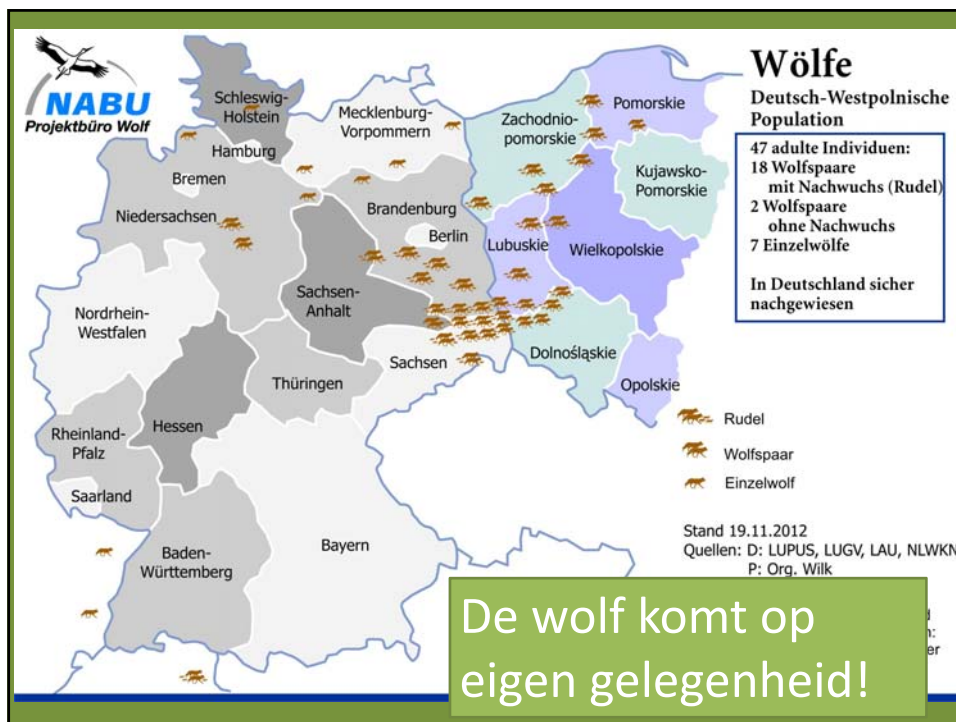 NABU
Projektbüro Wolf
Wölfe
Deutsch-Westpolnische
Population
47 adulte Individuen:
18 Wolfspaare
mit Nachwuchs (Rudel)
2 Wolfspaare
ohne Nachwuchs
7 Einzelwölfe
In Deutschland sicher
nachgewiesen
Schleswig-
Holstein
Mecklenburg-
Vorpommern
Hamburg
Bremen
Niedersachsen
Brandenburg
Berlin
Sachsen-
Anhalt
Nordrhein-
Westfalen
Sachsen
Thüringen
Hessen
Rheinland-
Pfalz
Saarland
Baden-
Württemberg
Bayern
Zachodnio-
pomorskie
Pomorskie
Kujawsko-
Pomorskie
Lubuskie
Wielkopolskie
Dolnośląskie
Opolskie
Rudel
Wolfspaar
Einzelwolf
Stand 19.11.2012
Quellen: D: LUPUS, LUGV, LAU, NLWKN
P: Org. Wilk
De wolf komt op
eigen gelegenheid!